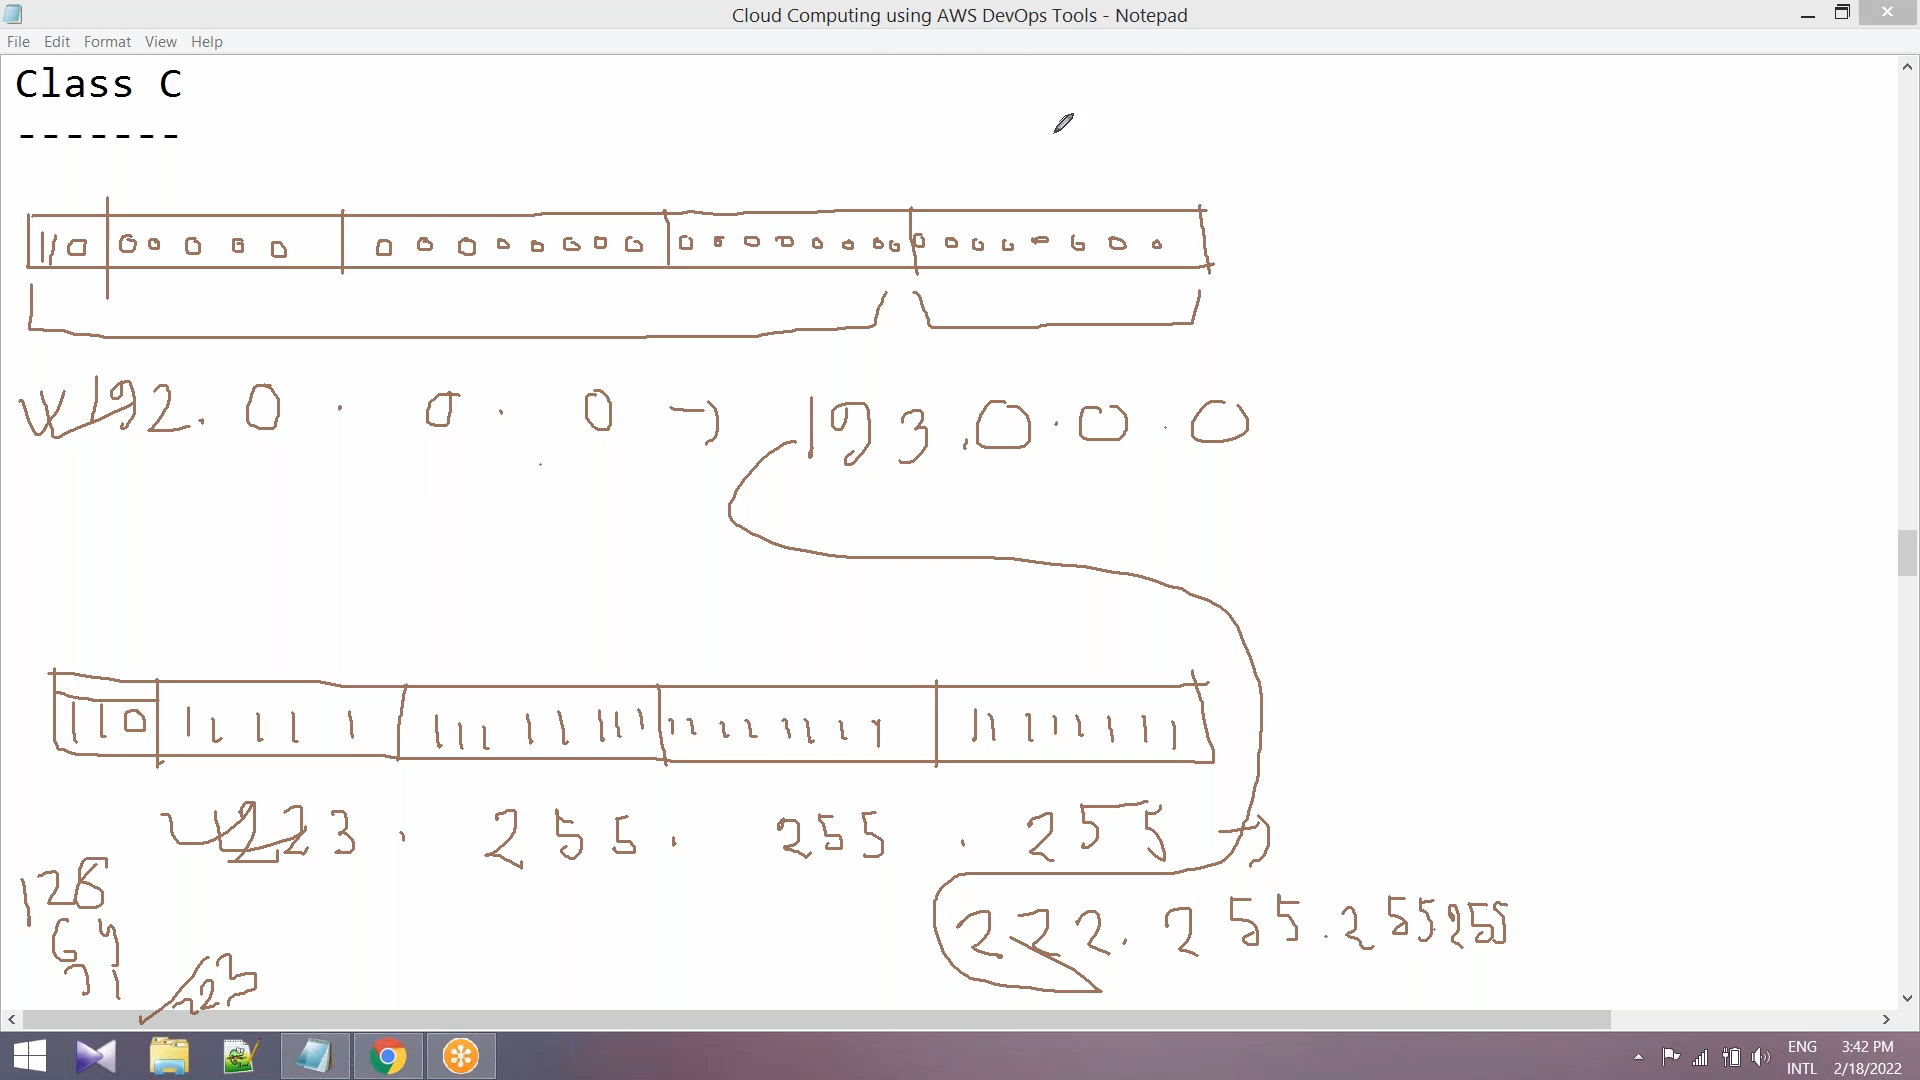 Cloud Computing using AWS DevOps Tools - Notepad
File Edit Format View Help
Class C
-------
110 00000 00000000 00000000 00000000
192. 0 . 0 . 0 → 193.0.0.0
110 11111 11111111 11111111 11111111
223. 255. 255 . 255 →
128
64
31
223
222. 255.255.255
ENG 3:42 PM
INTL 2/18/2022